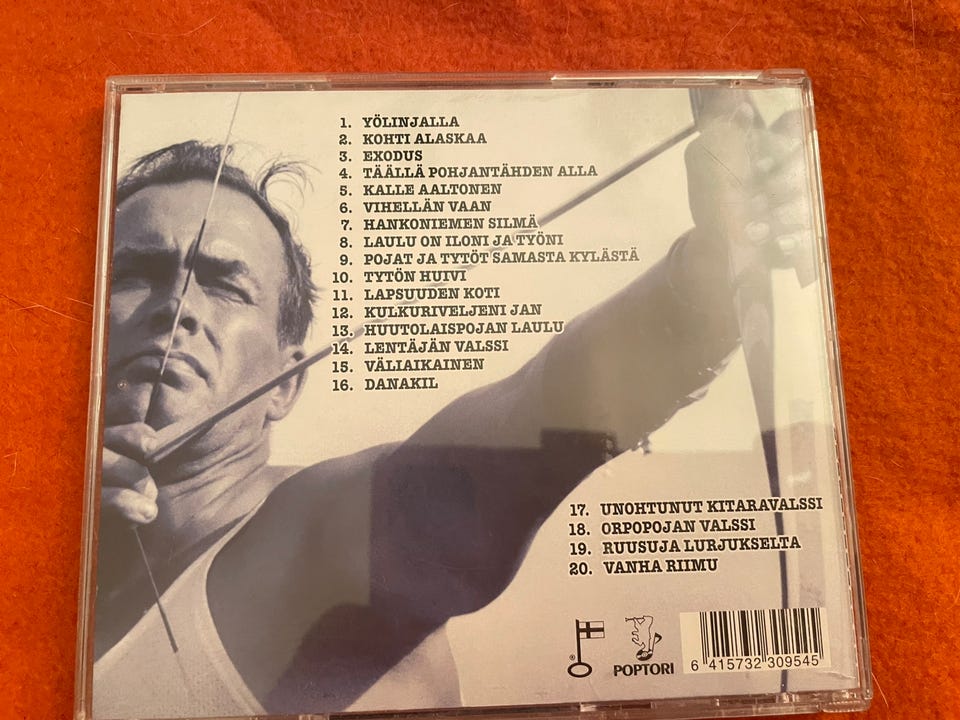 1. YÖLINJALLA
2. KOHTI ALASKAA
3. EXODUS
4. TÄÄLLÄ POHJANTÄHDEN ALLA
5. KALLE AALTONEN
6. VIHELLÄN VAAN
7. HANKONIEMEN SILMÄ
8. LAULU ON ILONI JA TYÖNI
9. POJAT JA TYTÖT SAMASTA KYLÄSTÄ
10. TYTÖN HUIVI
11. LAPSUUDEN KOTI
12. KULKURIVELJENI JAN
13. HUUTOLAISPOJAN LAULU
14. LENTÄJÄN VALSSI
15. VÄLIAIKAINEN
16. DANAKIL
17. UNOHTUNUT KITARAVALSSI
18. ORPOPOJAN VALSSI
19. RUUSUJA LURJUKSELTA
20. VANHA RIIMU
®
POPTORI
6 415732 309545